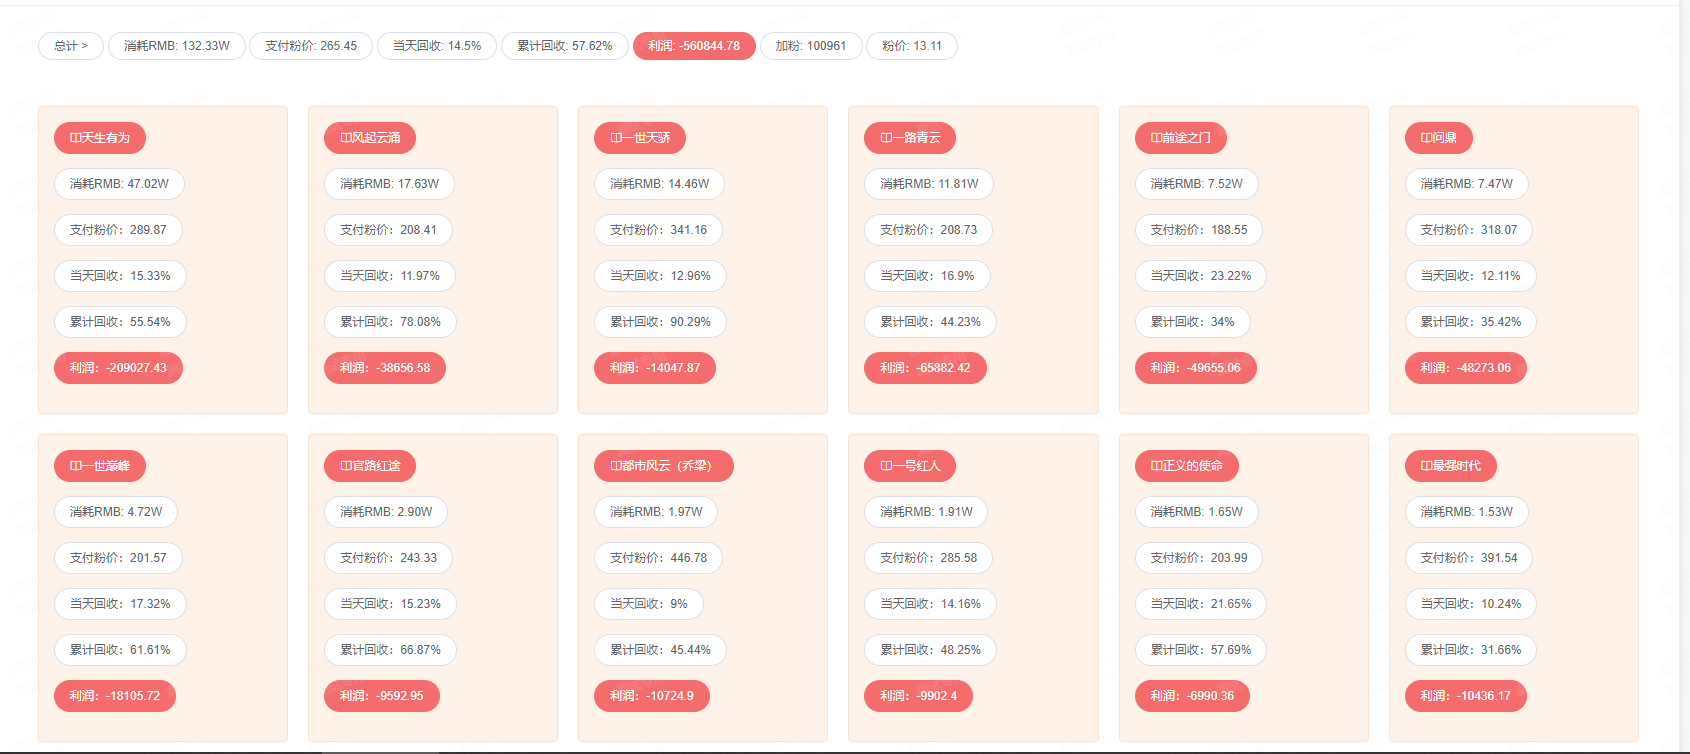 总计 > 消耗RMB: 132.33W 支付粉价: 265.45 当天回收: 14.5% 累计回收: 57.62% 利润: -560844.78 加粉: 100961 粉价: 13.11
天生有为 风起云涌 一世天骄 一路青云 前途之门 问鼎
消耗RMB: 47.02W 消耗RMB: 17.63W 消耗RMB: 14.46W 消耗RMB: 11.81W 消耗RMB: 7.52W 消耗RMB: 7.47W
支付粉价：289.87 支付粉价：208.41 支付粉价：341.16 支付粉价：208.73 支付粉价：188.55 支付粉价：318.07
当天回收：15.33% 当天回收：11.97% 当天回收：12.96% 当天回收：16.9% 当天回收：23.22% 当天回收：12.11%
累计回收：55.54% 累计回收：78.08% 累计回收：90.29% 累计回收：44.23% 累计回收：34% 累计回收：35.42%
利润：-209027.43 利润：-38656.58 利润：-14047.87 利润：-65882.42 利润：-49655.06 利润：-48273.06
一世巅峰 官路红途 都市风云（乔梁） 一号红人 正义的使命 最强时代
消耗RMB: 4.72W 消耗RMB: 2.90W 消耗RMB: 1.97W 消耗RMB: 1.91W 消耗RMB: 1.65W 消耗RMB: 1.53W
支付粉价：201.57 支付粉价：243.33 支付粉价：446.78 支付粉价：285.58 支付粉价：203.99 支付粉价：391.54
当天回收：17.32% 当天回收：15.23% 当天回收：9% 当天回收：14.16% 当天回收：21.65% 当天回收：10.24%
累计回收：61.61% 累计回收：66.87% 累计回收：45.44% 累计回收：48.25% 累计回收：57.69% 累计回收：31.66%
利润：-18105.72 利润：-9592.95 利润：-10724.9 利润：-9902.4 利润：-6990.36 利润：-10436.17